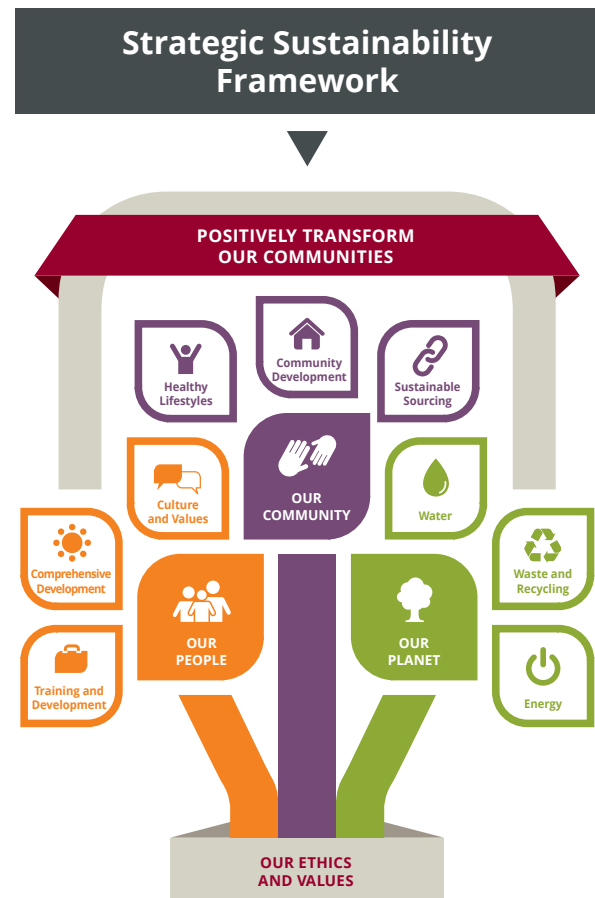 Strategic Sustainability
Framework
POSITIVELY TRANSFORM
OUR COMMUNITIES
Community
Development
Healthy
Lifestyles
Sustainable
Sourcing
OUR
COMMUNITY
Culture
and Values
Water
Comprehensive
Development
Waste and
Recycling
OUR
PEOPLE
OUR
PLANET
Training and
Development
Energy
OUR ETHICS
AND VALUES